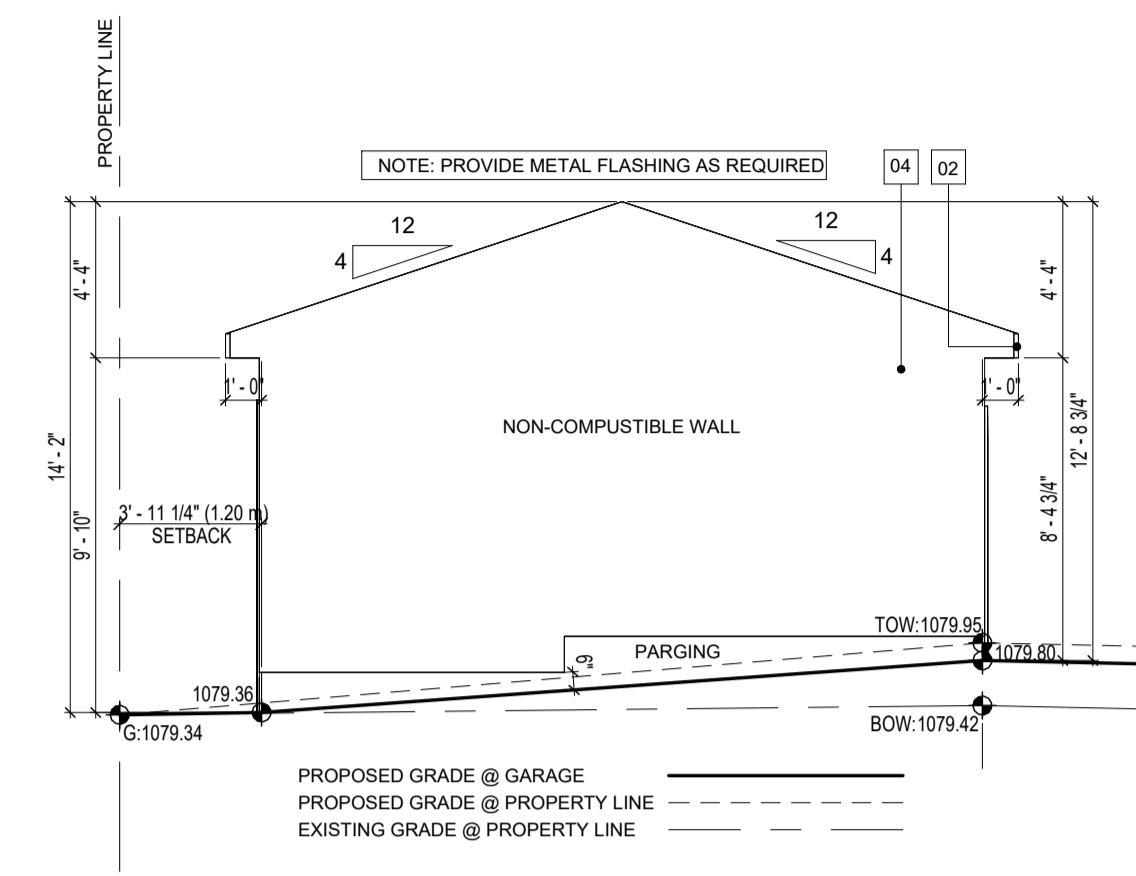 PROPERTY LINE
NOTE: PROVIDE METAL FLASHING AS REQUIRED
04
02
12
4
12
4
4' - 4"
4' - 4"
1' - 0"
1' - 0"
14' - 2"
9' - 10"
NON-COMPUSTIBLE WALL
12' - 8 3/4"
8' - 4 3/4"
3' - 11 1/4" (1.20 m)
SETBACK
TOW:1079.95
PARGING
6"
1079.80
1079.36
G:1079.34
BOW:1079.42
PROPOSED GRADE @ GARAGE
PROPOSED GRADE @ PROPERTY LINE
EXISTING GRADE @ PROPERTY LINE